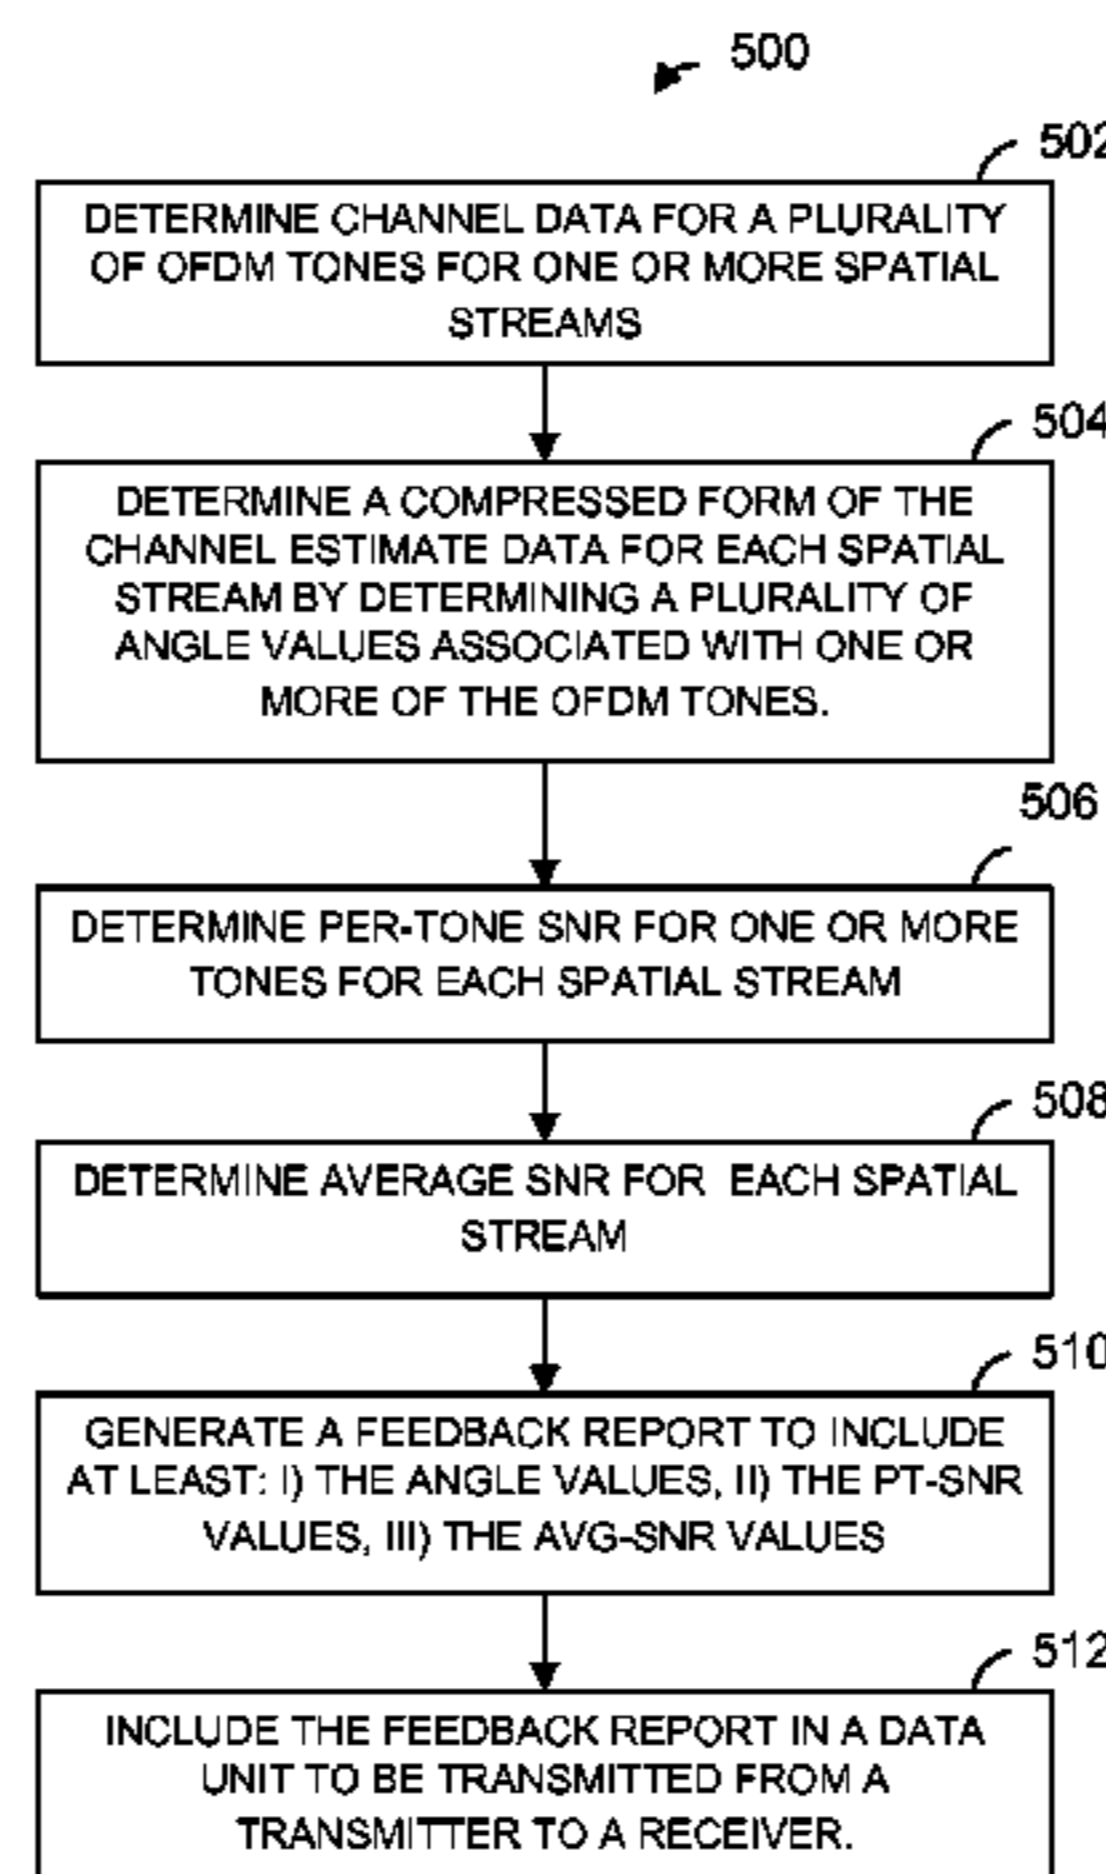 500
502
DETERMINE CHANNEL DATA FOR A PLURALITY
OF OFDM TONES FOR ONE OR MORE SPATIAL
STREAMS
504
DETERMINE A COMPRESSED FORM OF THE
CHANNEL ESTIMATE DATA FOR EACH SPATIAL
STREAM BY DETERMINING A PLURALITY OF
ANGLE VALUES ASSOCIATED WITH ONE OR
MORE OF THE OFDM TONES.
506
DETERMINE PER-TONE SNR FOR ONE OR MORE
TONES FOR EACH SPATIAL STREAM
508
DETERMINE AVERAGE SNR FOR EACH SPATIAL
STREAM
510
GENERATE A FEEDBACK REPORT TO INCLUDE
AT LEAST: I) THE ANGLE VALUES, II) THE PT-SNR
VALUES, III) THE AVG-SNR VALUES
512
INCLUDE THE FEEDBACK REPORT IN A DATA
UNIT TO BE TRANSMITTED FROM A
TRANSMITTER TO A RECEIVER.